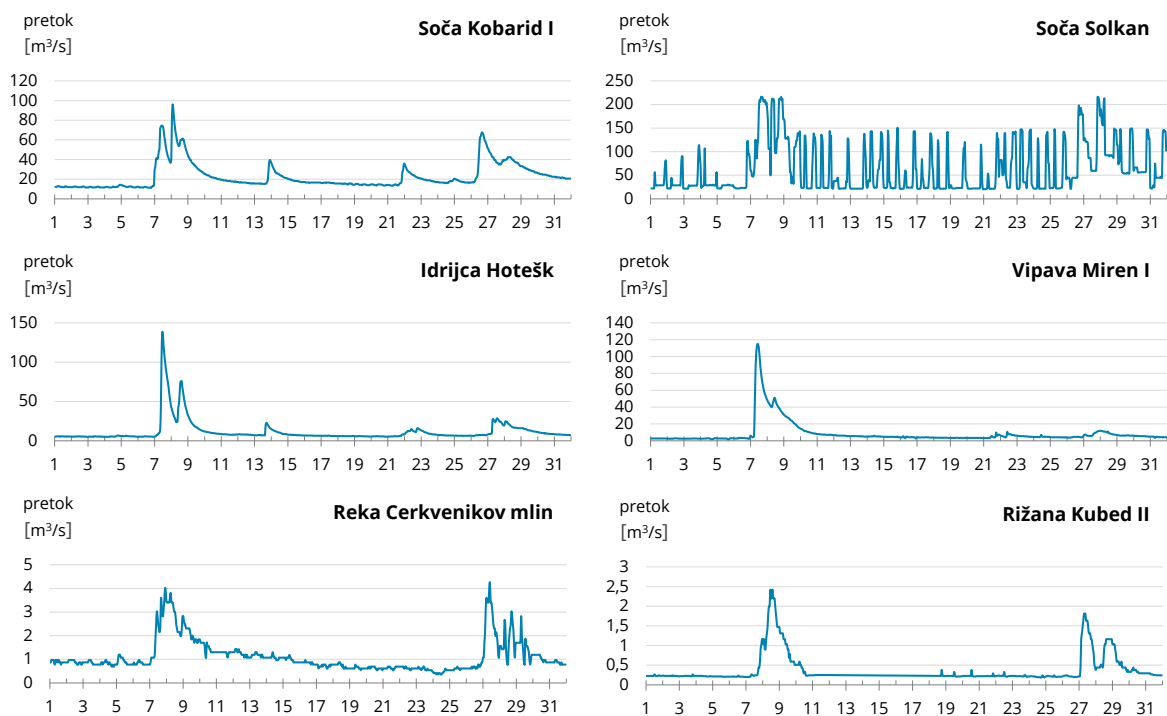 pretok
[m³/s]
Soča Kobarid I
120
100
80
60
40
20
0
1 3 5 7 9 11 13 15 17 19 21 23 25 27 29 31
pretok
[m³/s]
Soča Solkan
250
200
150
100
50
0
1 3 5 7 9 11 13 15 17 19 21 23 25 27 29 31
pretok
[m³/s]
Idrijca Hotešk
150
100
50
0
1 3 5 7 9 11 13 15 17 19 21 23 25 27 29 31
pretok
[m³/s]
Vipava Miren I
140
120
100
80
60
40
20
0
1 3 5 7 9 11 13 15 17 19 21 23 25 27 29 31
pretok
[m³/s]
Reka Cerkvenikov mlin
5
4
3
2
1
0
1 3 5 7 9 11 13 15 17 19 21 23 25 27 29 31
pretok
[m³/s]
Rižana Kubed II
3
2,5
2
1,5
1
0,5
0
1 3 5 7 9 11 13 15 17 19 21 23 25 27 29 31